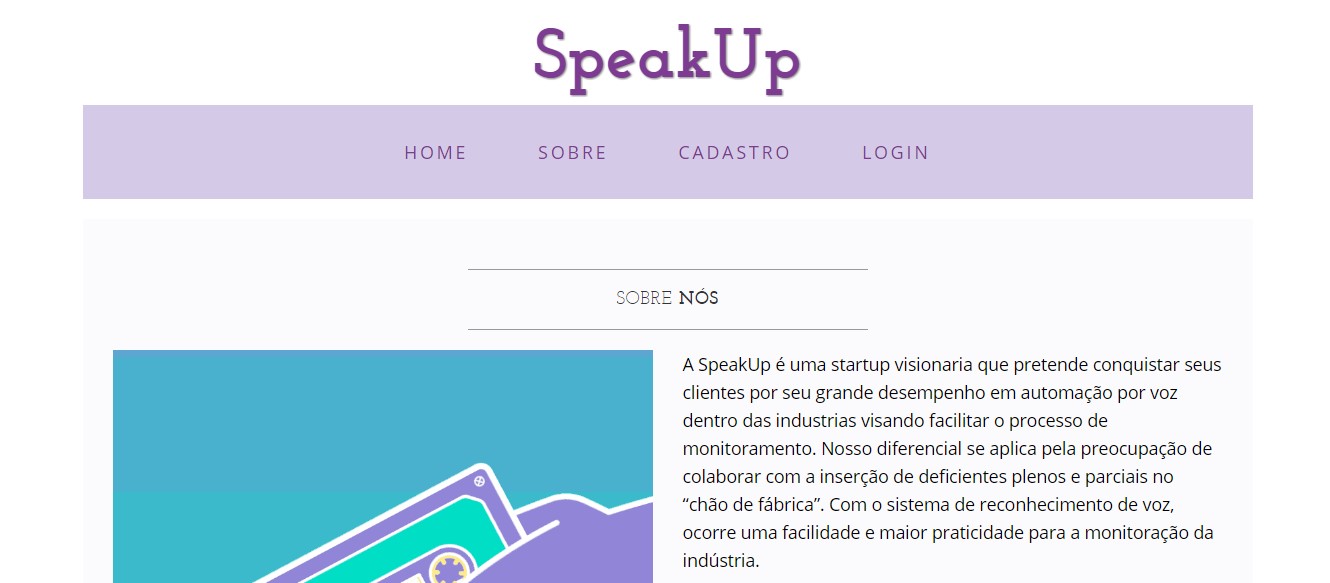 SpeakUp
HOME SOBRE CADASTRO LOGIN
SOBRE NÓS
A SpeakUp é uma startup visionaria que pretende conquistar seus
clientes por seu grande desempenho em automação por voz
dentro das industrias visando facilitar o processo de
monitoramento. Nosso diferencial se aplica pela preocupação de
colaborar com a inserção de deficientes plenos e parciais no
“chão de fábrica”. Com o sistema de reconhecimento de voz,
ocorre uma facilidade e maior praticidade para a monitoração da
indústria.